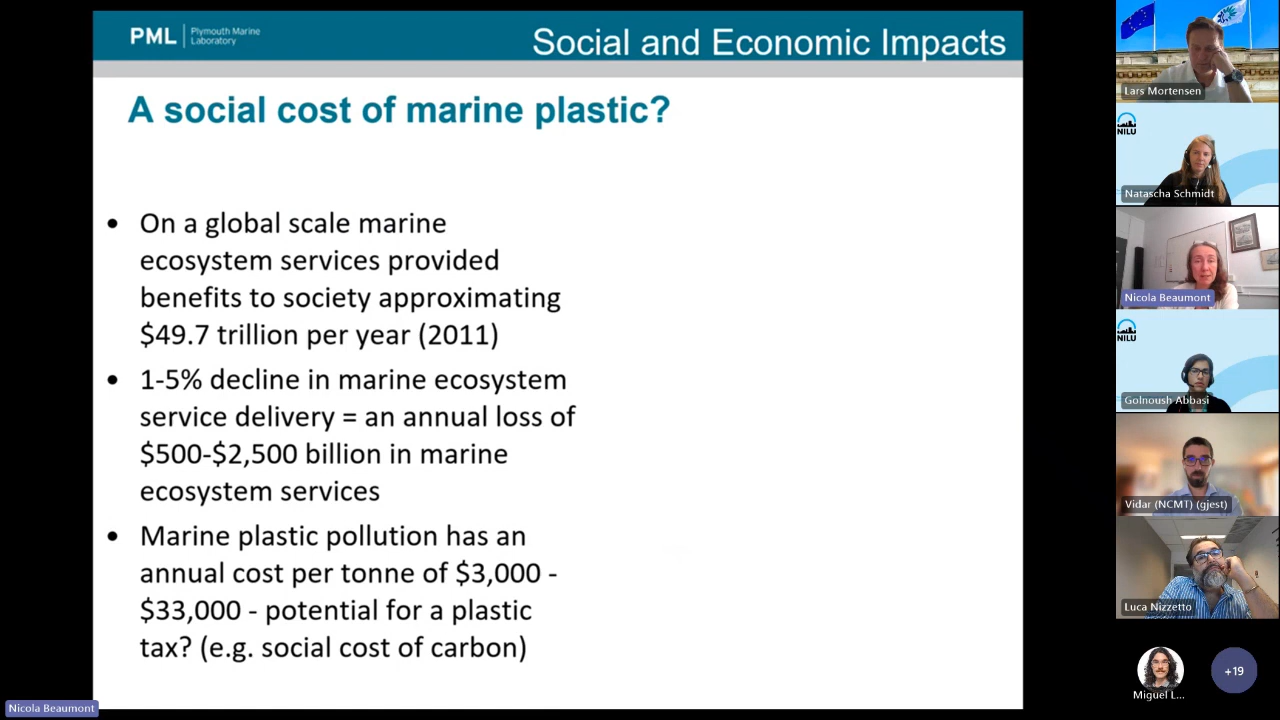 PML
Plymouth Marine
Laboratory
Social and Economic Impacts
A social cost of marine plastic?
• On a global scale marine
ecosystem services provided
benefits to society approximating
$49.7 trillion per year (2011)
• 1-5% decline in marine ecosystem
service delivery = an annual loss of
$500-$2,500 billion in marine
ecosystem services
• Marine plastic pollution has an
annual cost per tonne of $3,000 -
$33,000 - potential for a plastic
tax? (e.g. social cost of carbon)
Nicola Beaumont
Lars Mortensen
NILU
Natascha Schmidt
Nicola Beaumont
NILU
Golnoush Abbasi
Vidar (NCMT) (gjest)
Luca Nizzetto
Miguel L...
+19